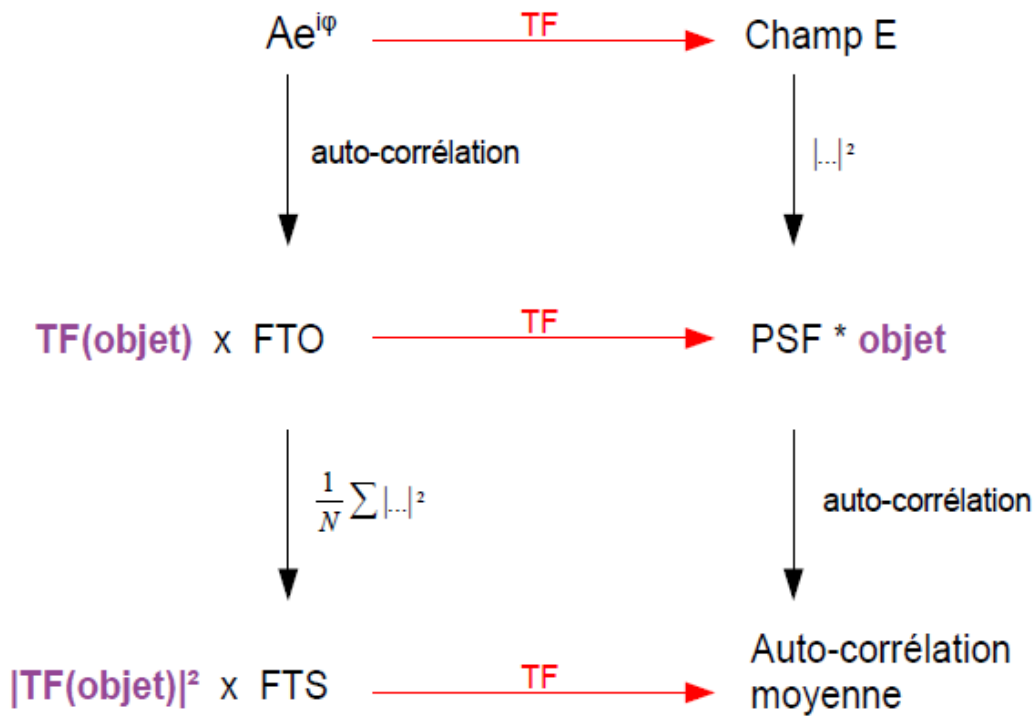 Ae^{iφ} TF Champ E
auto-corrélation |...|²
TF(objet) x FTO TF PSF * objet
\frac{1}{N} ∑ |...|² auto-corrélation
|TF(objet)|² x FTS TF Auto-corrélation
moyenne